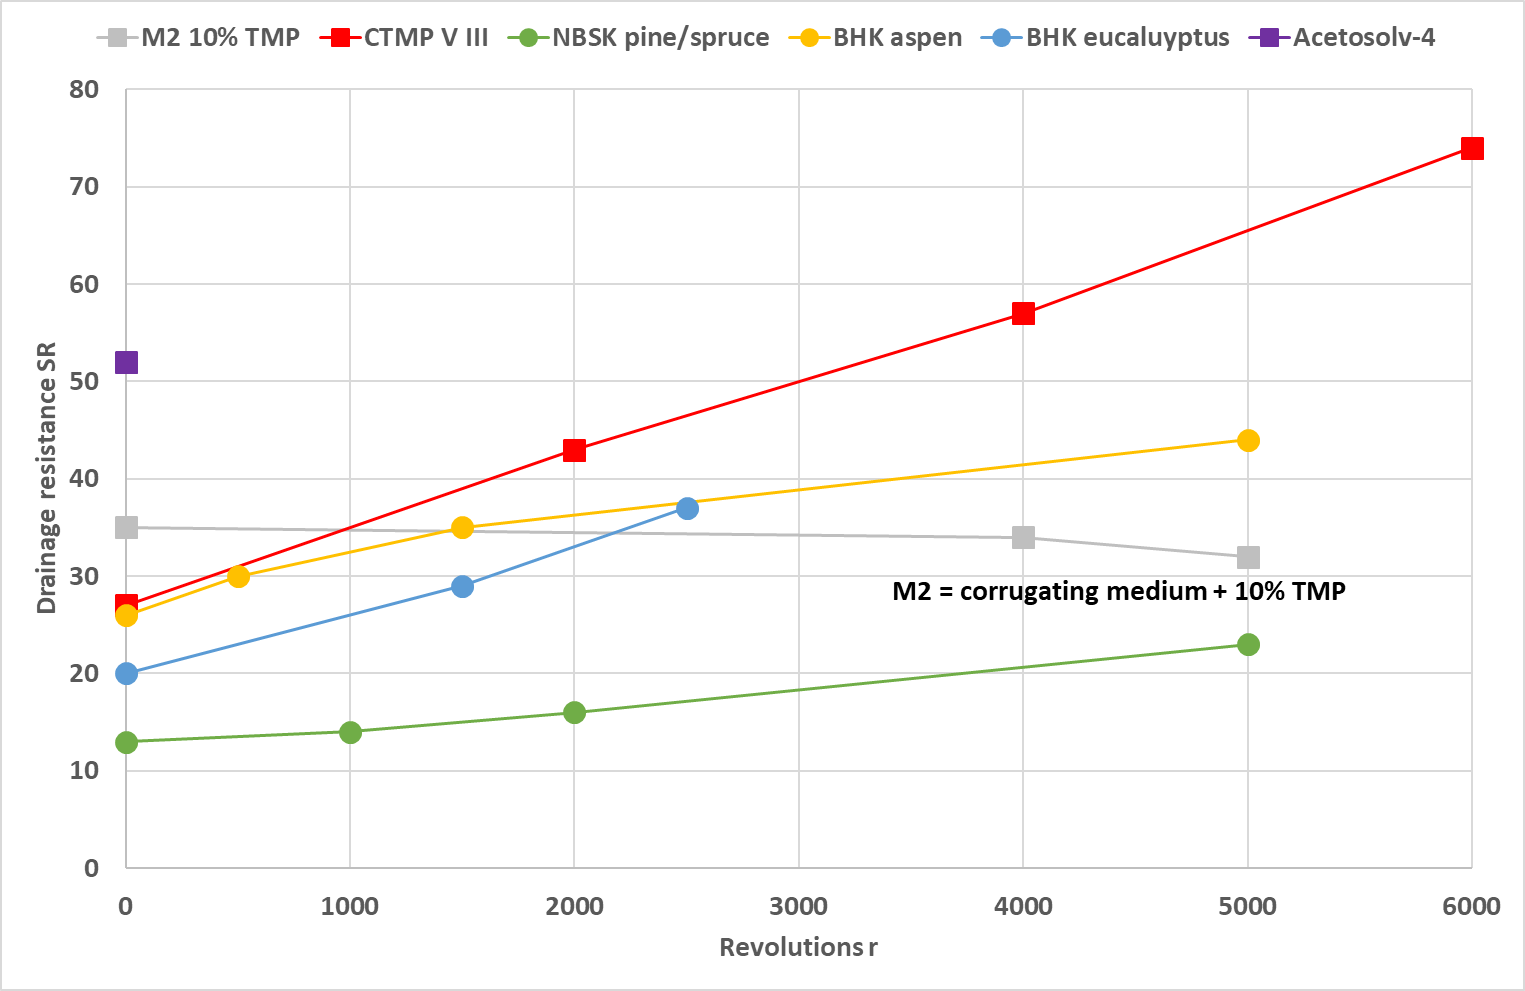 M2 10% TMP CTMP V III NBSK pine/spruce BHK aspen BHK eucaluyptus Acetosolv-4
80
70
60
50
40
30
20
10
0
Drainage resistance SR
M2 = corrugating medium + 10% TMP
0 1000 2000 3000 4000 5000 6000
Revolutions r